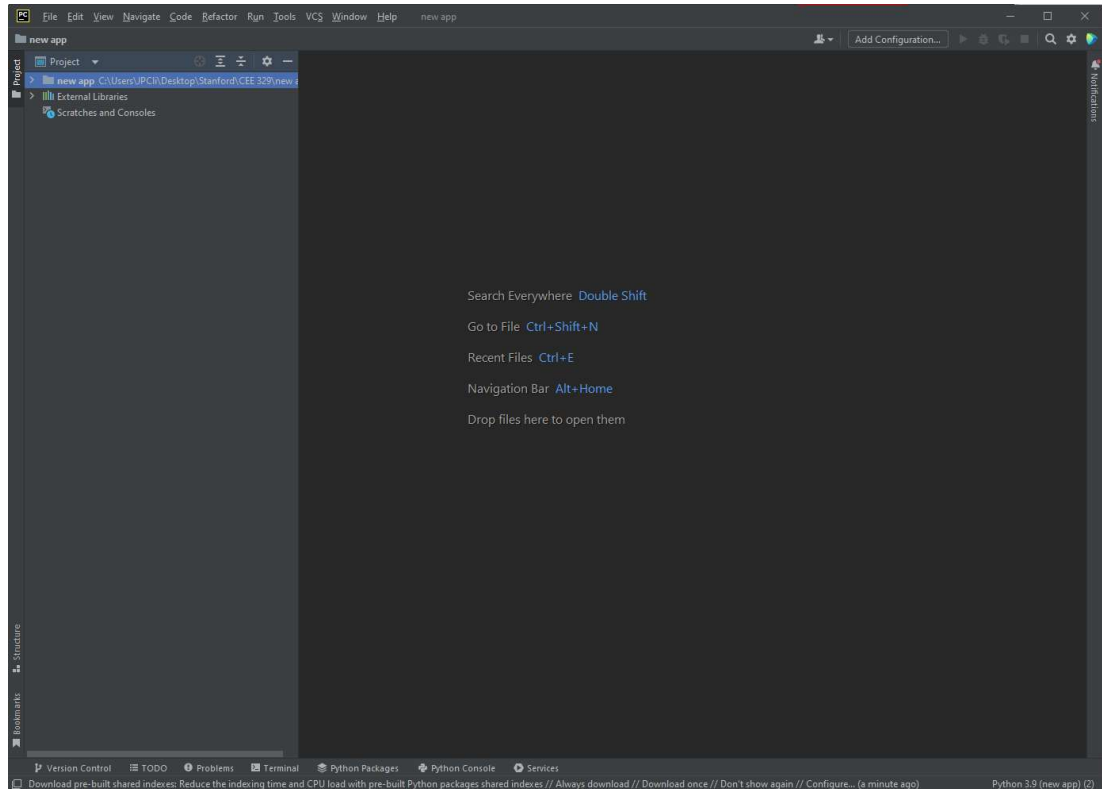 PC File Edit View Navigate Code Refactor Run Tools VCS Window Help new app
new app Add Configuration...
Project
Project
new app C:\Users\JPCli\Desktop\Stanford\CEE 329\new a
External Libraries
Scratches and Consoles
Notifications
Search Everywhere Double Shift
Go to File Ctrl+Shift+N
Recent Files Ctrl+E
Navigation Bar Alt+Home
Drop files here to open them
Structure
Bookmarks
Version Control TODO Problems Terminal Python Packages Python Console Services
Download pre-built shared indexes: Reduce the indexing time and CPU load with pre-built Python packages shared indexes // Always download // Download once // Don't show again // Configure... (a minute ago) Python 3.9 (new app) (2)